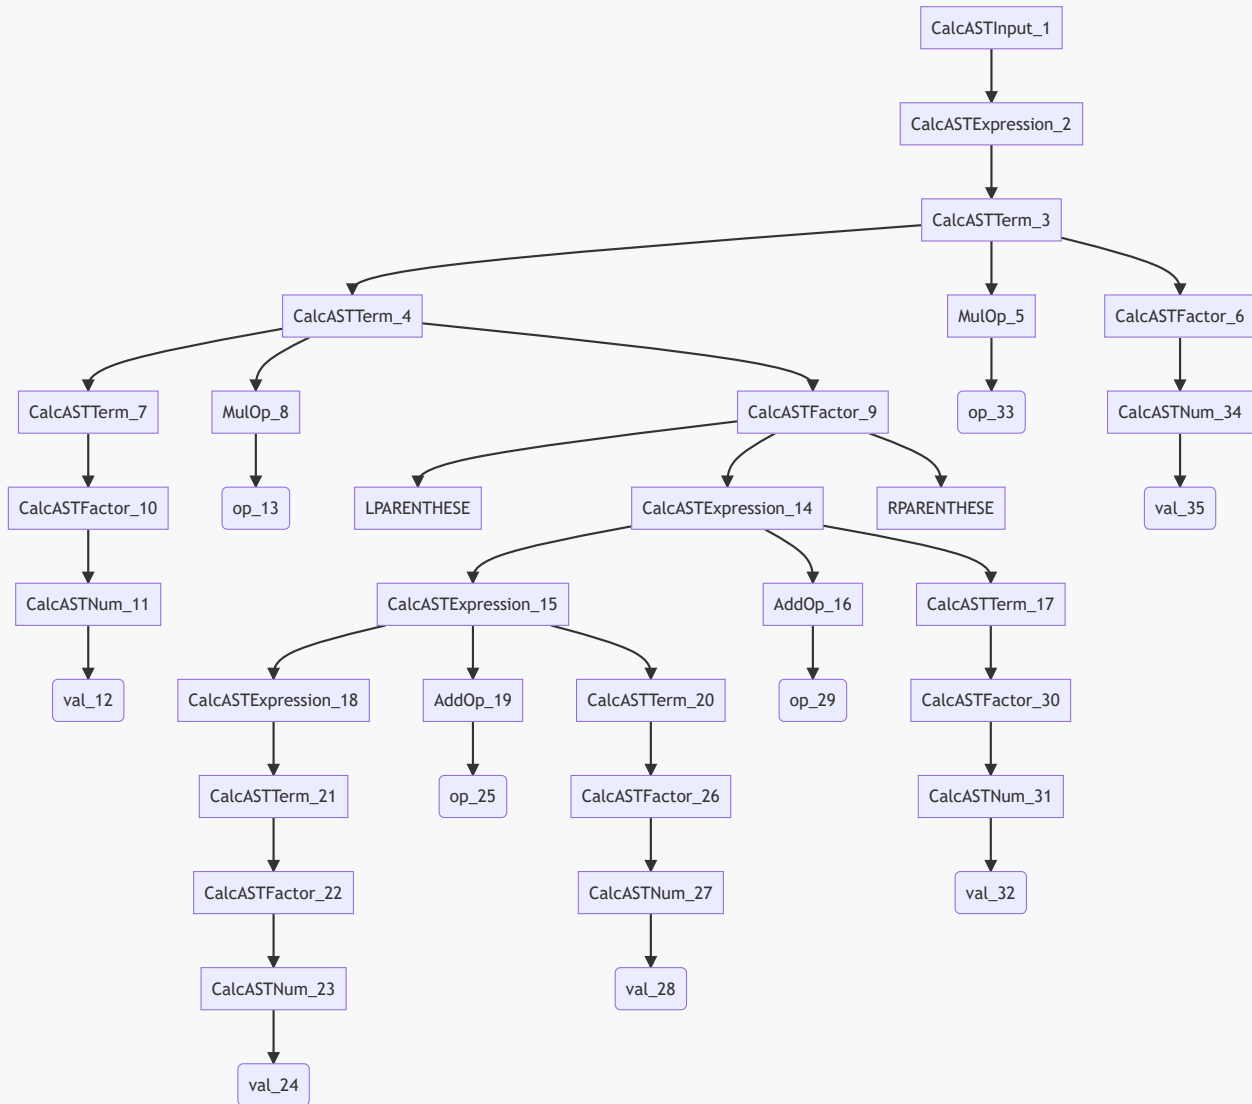 CalcASTInput_1
CalcASTExpression_2
CalcASTTerm_3
CalcASTTerm_4
MulOp_5
CalcASTFactor_6
CalcASTTerm_7
MulOp_8
CalcASTFactor_9
op_33
CalcASTNum_34
CalcASTFactor_10
op_13
LPARENTHESE
CalcASTExpression_14
RPARENTHESE
val_35
CalcASTNum_11
CalcASTExpression_15
AddOp_16
CalcASTTerm_17
val_12
CalcASTExpression_18
AddOp_19
CalcASTTerm_20
op_29
CalcASTFactor_30
CalcASTTerm_21
op_25
CalcASTFactor_26
CalcASTNum_31
CalcASTFactor_22
CalcASTNum_27
val_32
CalcASTNum_23
val_28
val_24